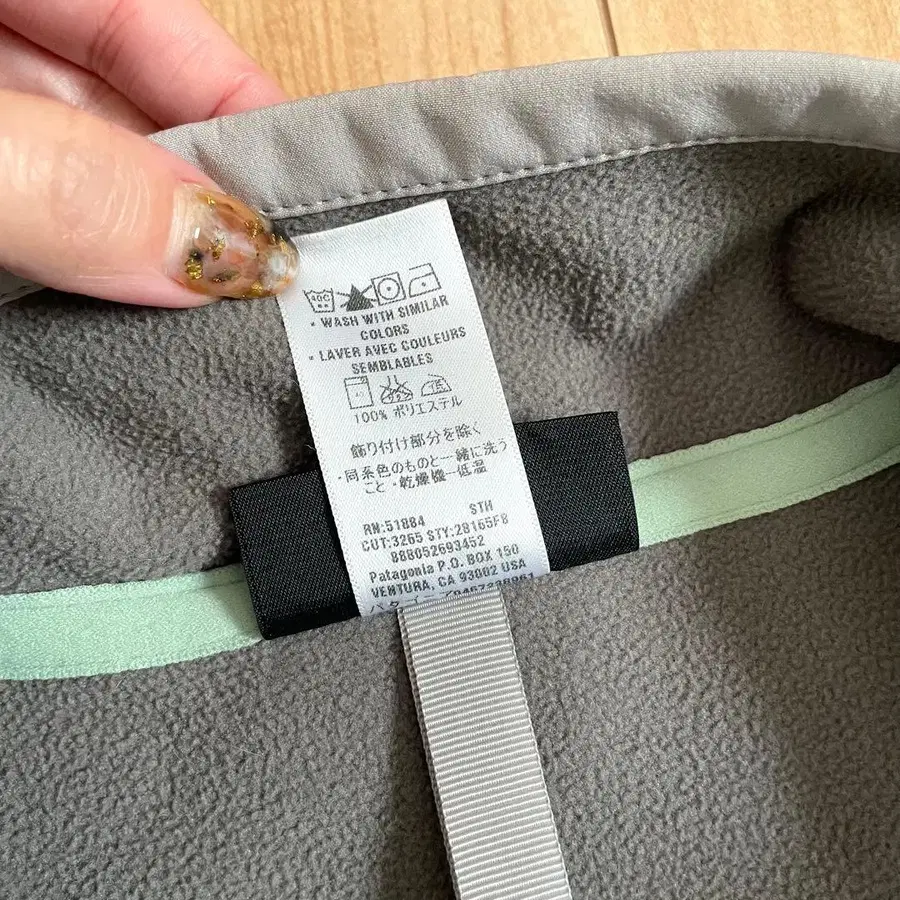 40C
• WASH WITH SIMILAR
COLORS
• LAVER AVEC COULEURS
SEMBLABLES
40
低
100% ポリエステル
飾り付け部分を除く
・同系色のものと一緒に洗う
こと・乾燥機-低温
RN:51884 STH
CUT:3265 STY:28165F8
888052693452
Patagonia P.O. BOX 150
VENTURA, CA 93002 USA